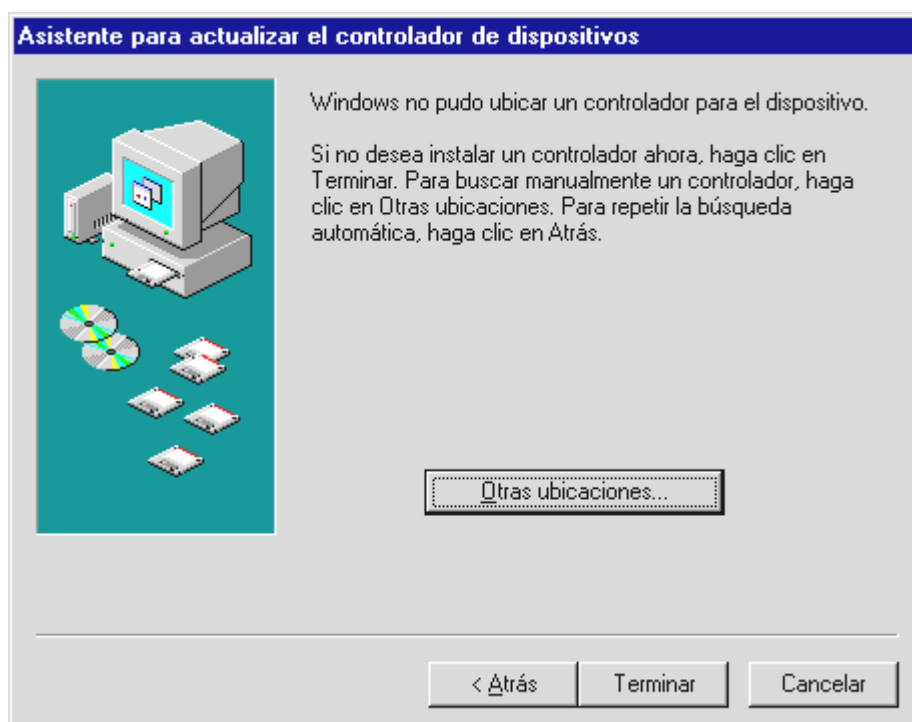 Asistente para actualizar el controlador de dispositivos
Windows no pudo ubicar un controlador para el dispositivo.
Si no desea instalar un controlador ahora, haga clic en
Terminar. Para buscar manualmente un controlador, haga
clic en Otras ubicaciones. Para repetir la búsqueda
automática, haga clic en Atrás.
Otras ubicaciones...
< Atrás
Terminar
Cancelar